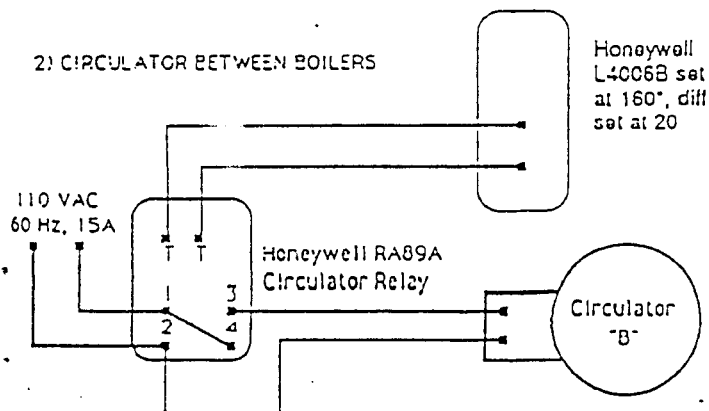 2) CIRCULATOR BETWEEN BOILERS
Honeywell
L4006B set
at 160°, diff
set at 20
110 VAC
60 Hz, 15A
T T
Honeywell RA89A
Circulator Relay
1 3
2 4
Circulator
"B"